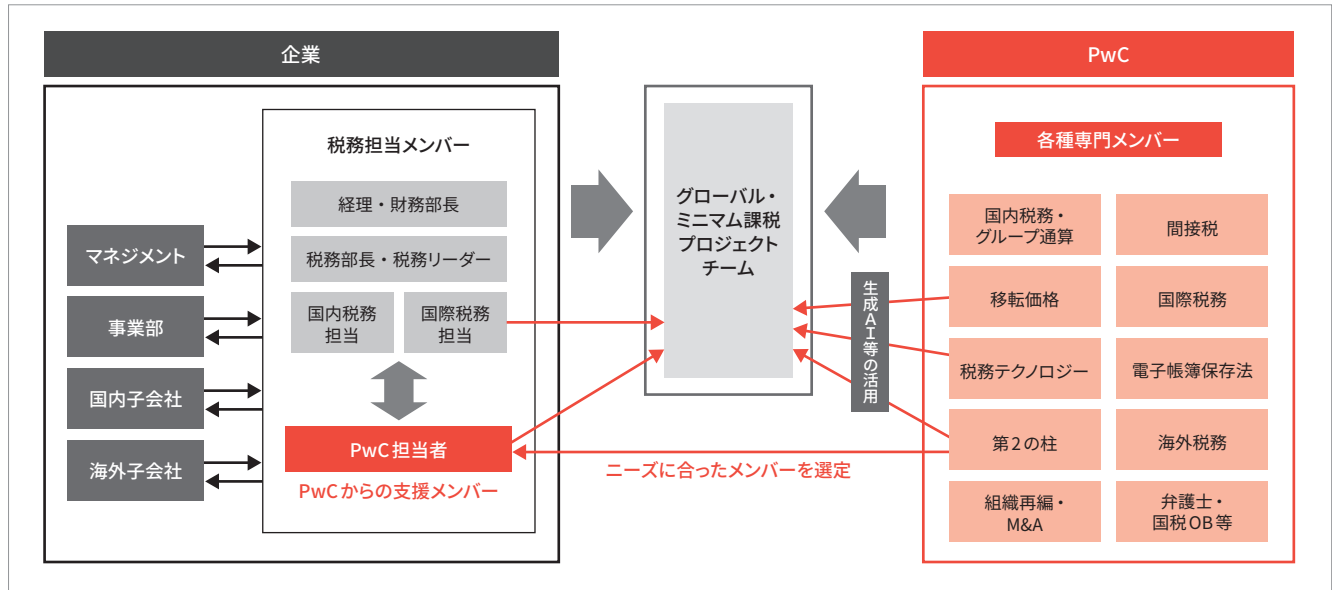 企業
マネジメント
事業部
国内子会社
海外子会社
税務担当メンバー
経理・財務部長
税務部長・税務リーダー
国内税務
担当
国際税務
担当
PwC担当者
PwCからの支援メンバー
グローバル・
ミニマム課税
プロジェクト
チーム
生成AI等の活用
ニーズに合ったメンバーを選定
PwC
各種専門メンバー
国内税務・
グループ通算
間接税
移転価格
国際税務
税務テクノロジー
電子帳簿保存法
第2の柱
海外税務
組織再編・
M&A
弁護士・
国税OB等